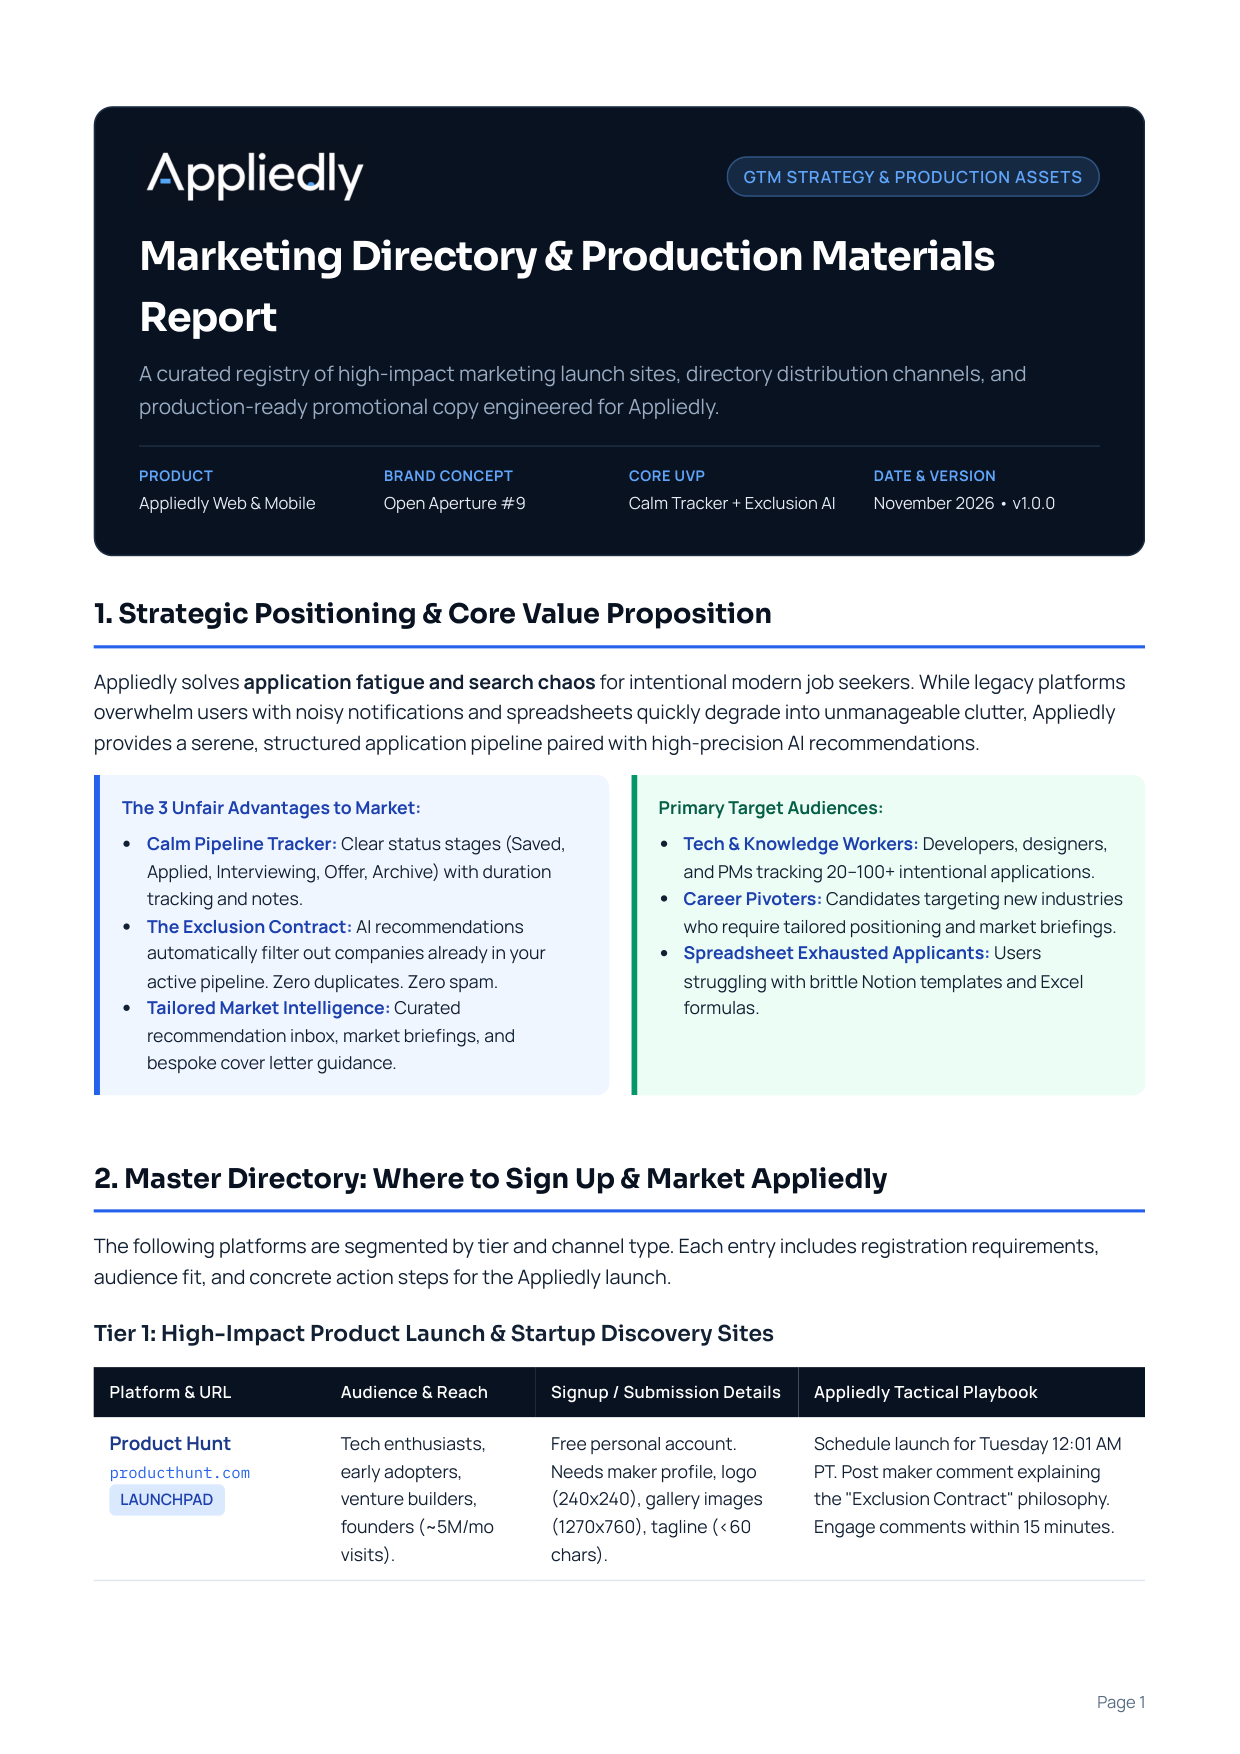 Appliedly
GTM STRATEGY & PRODUCTION ASSETS
Marketing Directory & Production Materials
Report
A curated registry of high-impact marketing launch sites, directory distribution channels, and
production-ready promotional copy engineered for Appliedly.
PRODUCT
Appliedly Web & Mobile
BRAND CONCEPT
Open Aperture #9
CORE UVP
Calm Tracker + Exclusion AI
DATE & VERSION
November 2026 • v1.0.0
1. Strategic Positioning & Core Value Proposition
Appliedly solves application fatigue and search chaos for intentional modern job seekers. While legacy platforms
overwhelm users with noisy notifications and spreadsheets quickly degrade into unmanageable clutter, Appliedly
provides a serene, structured application pipeline paired with high-precision AI recommendations.
The 3 Unfair Advantages to Market:
• Calm Pipeline Tracker: Clear status stages (Saved,
Applied, Interviewing, Offer, Archive) with duration
tracking and notes.
• The Exclusion Contract: AI recommendations
automatically filter out companies already in your
active pipeline. Zero duplicates. Zero spam.
• Tailored Market Intelligence: Curated
recommendation inbox, market briefings, and
bespoke cover letter guidance.
Primary Target Audiences:
• Tech & Knowledge Workers: Developers, designers,
and PMs tracking 20–100+ intentional applications.
• Career Pivoters: Candidates targeting new industries
who require tailored positioning and market briefings.
• Spreadsheet Exhausted Applicants: Users
struggling with brittle Notion templates and Excel
formulas.
2. Master Directory: Where to Sign Up & Market Appliedly
The following platforms are segmented by tier and channel type. Each entry includes registration requirements,
audience fit, and concrete action steps for the Appliedly launch.
Tier 1: High-Impact Product Launch & Startup Discovery Sites
Platform & URL
Audience & Reach
Signup / Submission Details
Appliedly Tactical Playbook
Product Hunt
producthunt.com
LAUNCHPAD
Tech enthusiasts,
early adopters,
venture builders,
founders (~5M/mo
visits).
Free personal account.
Needs maker profile, logo
(240x240), gallery images
(1270x760), tagline (<60
chars).
Schedule launch for Tuesday 12:01 AM
PT. Post maker comment explaining
the "Exclusion Contract" philosophy.
Engage comments within 15 minutes.
Page 1